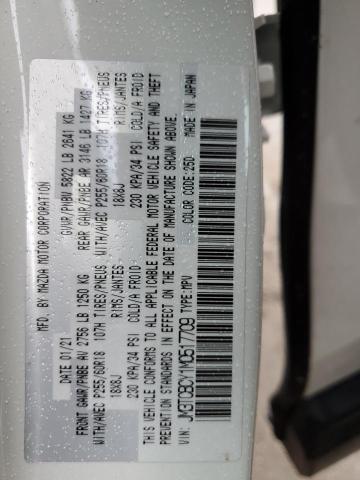 MFD. BY MAZDA MOTOR CORPORATION
DATE: 01/21 GVWR/PNBV 5822 LB 2641 KG
FRONT GAWR/PNBE AV 2756 LB 1250 KG REAR GAWR/PNBE AR 3146 LB 1427 KG
WITH/AVEC P255/60R18 107H TIRES/PNEUS WITH/AVEC P255/60R18 107H TIRES/PNEUS
18X8J RIMS/JANTES 18X8J RIMS/JANTES
230 KPA/34 PSI COLD/A FROID 230 KPA/34 PSI COLD/A FROID
THIS VEHICLE CONFORMS TO ALL APPLICABLE FEDERAL MOTOR VEHICLE SAFETY AND THEFT
PREVENTION STANDARDS IN EFFECT ON THE DATE OF MANUFACTURE SHOWN ABOVE.
COLOR CODE:25D MADE IN JAPAN
VIN: JM3TCBCY1M0517709 TYPE:MPV